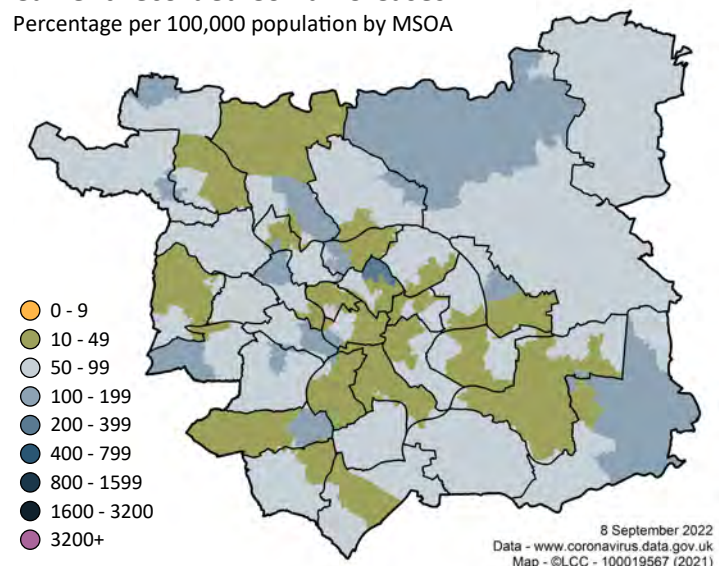 Percentage per 100,000 population by MSOA
0 - 9
10 - 49
50 - 99
100 - 199
200 - 399
400 - 799
800 - 1599
1600 - 3200
3200+
8 September 2022
Data - www.coronavirus.data.gov.uk
Map - ©LCC - 100019567 (2021)